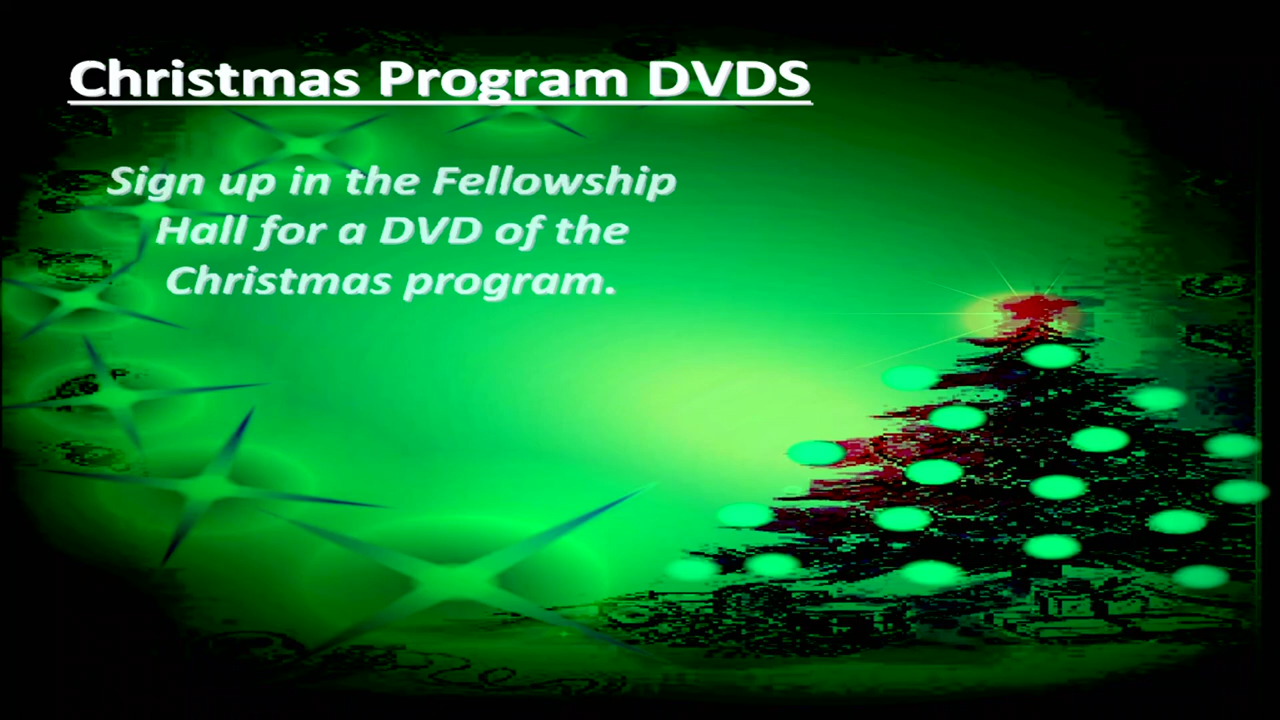 Christmas Program DVDS
Sign up in the Fellowship
Hall for a DVD of the
Christmas program.